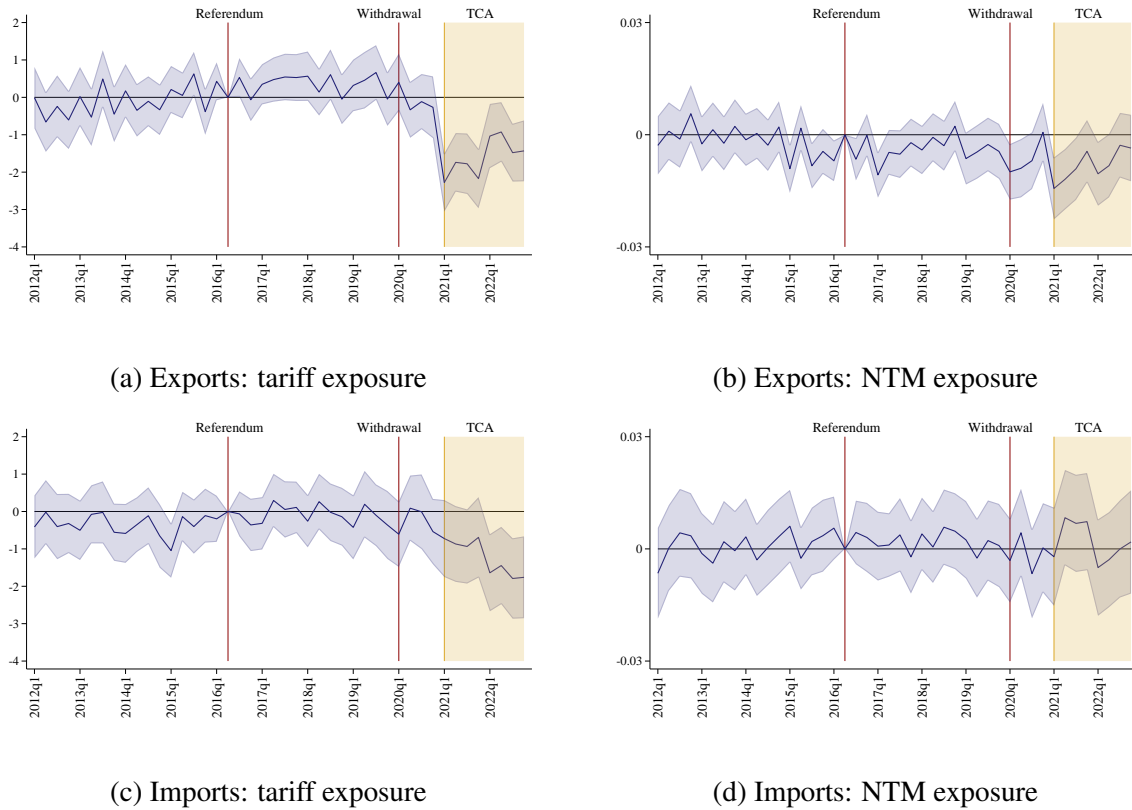 Referendum Withdrawal TCA
2
1
0
-1
-2
-3
-4
2012q1 2013q1 2014q1 2015q1 2016q1 2017q1 2018q1 2019q1 2020q1 2021q1 2022q1
(a) Exports: tariff exposure
Referendum Withdrawal TCA
0.03
0
-0.03
2012q1 2013q1 2014q1 2015q1 2016q1 2017q1 2018q1 2019q1 2020q1 2021q1 2022q1
(b) Exports: NTM exposure
Referendum Withdrawal TCA
2
1
0
-1
-2
-3
-4
2012q1 2013q1 2014q1 2015q1 2016q1 2017q1 2018q1 2019q1 2020q1 2021q1 2022q1
(c) Imports: tariff exposure
Referendum Withdrawal TCA
0.03
0
-0.03
2012q1 2013q1 2014q1 2015q1 2016q1 2017q1 2018q1 2019q1 2020q1 2021q1 2022q1
(d) Imports: NTM exposure